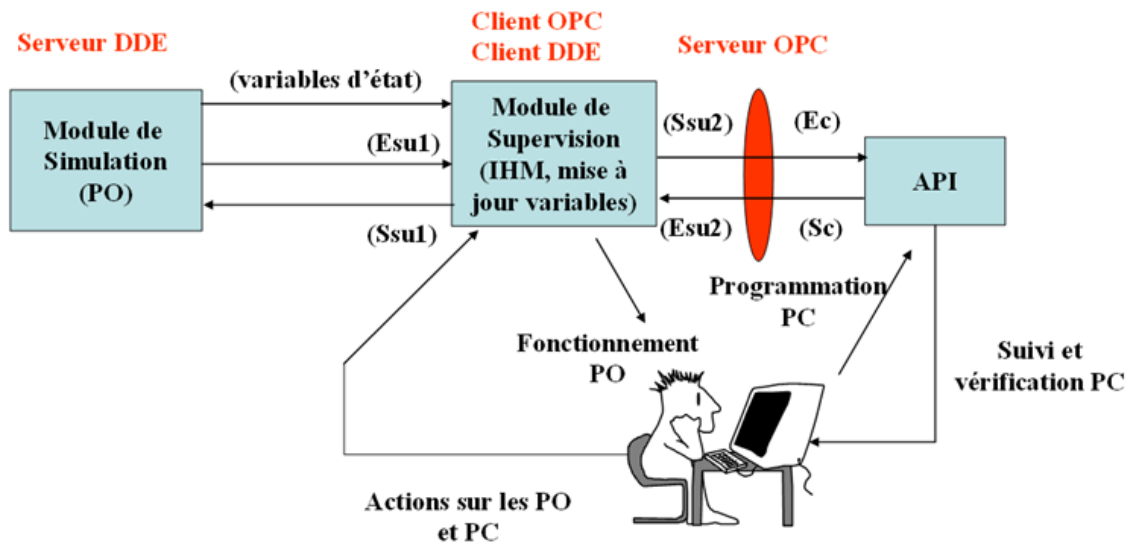 Serveur DDE
Client OPC
Client DDE
Serveur OPC
(variables d'état)
Module de
Simulation
(PO)
(Esu1)
(Ssu1)
Module de
Supervision
(IHM, mise à
jour variables)
(Ssu2)
(Ec)
(Esu2)
(Sc)
API
Programmation
PC
Fonctionnement
PO
Suivi et
vérification PC
Actions sur les PO
et PC